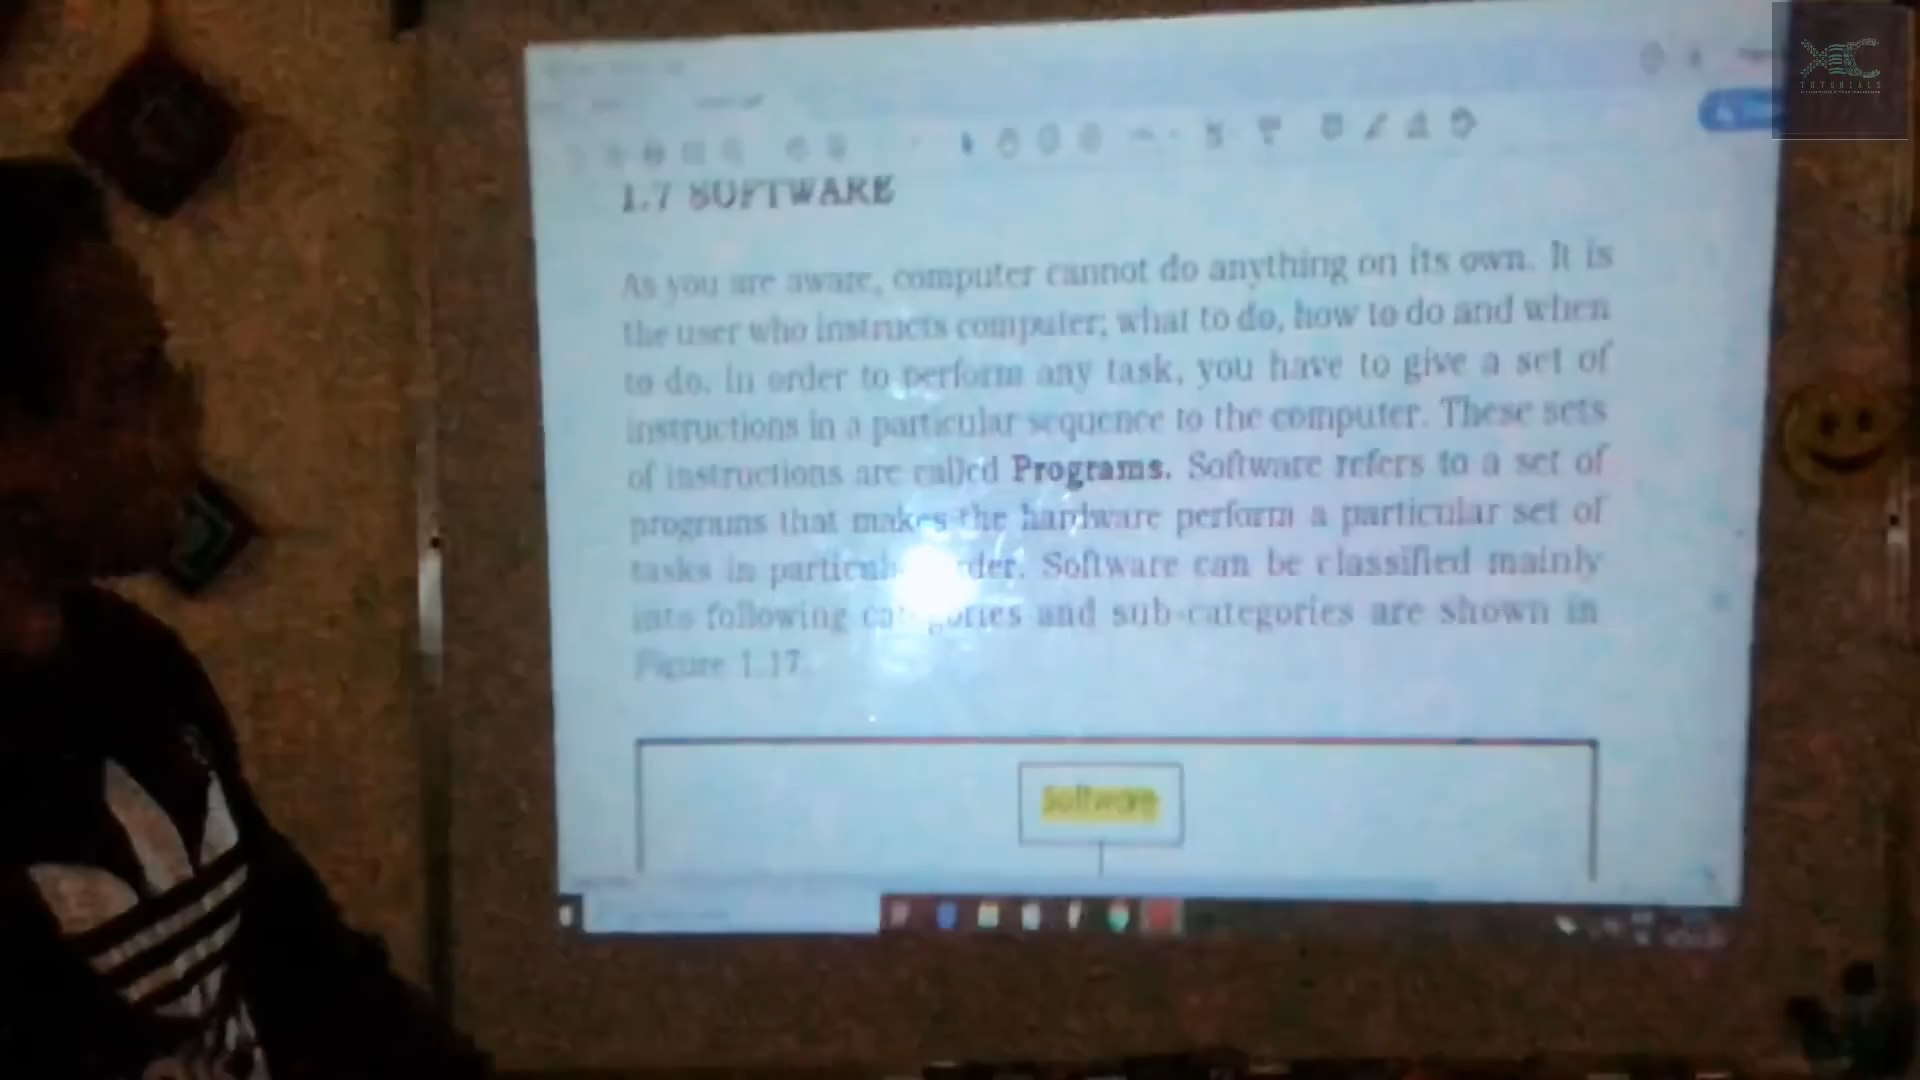 1.7 SOFTWARE
As you are aware, computer cannot do anything on its own. It is
the user who instructs computer; what to do, how to do and when
to do. In order to perform any task, you have to give a set of
instructions in a particular sequence to the computer. These sets
of instructions are called Programs. Software refers to a set of
programs that makes the hardware perform a particular set of
tasks in particular order. Software can be classified mainly
into following categories and sub-categories are shown in
Figure 1.17
Software
TUTORIALS